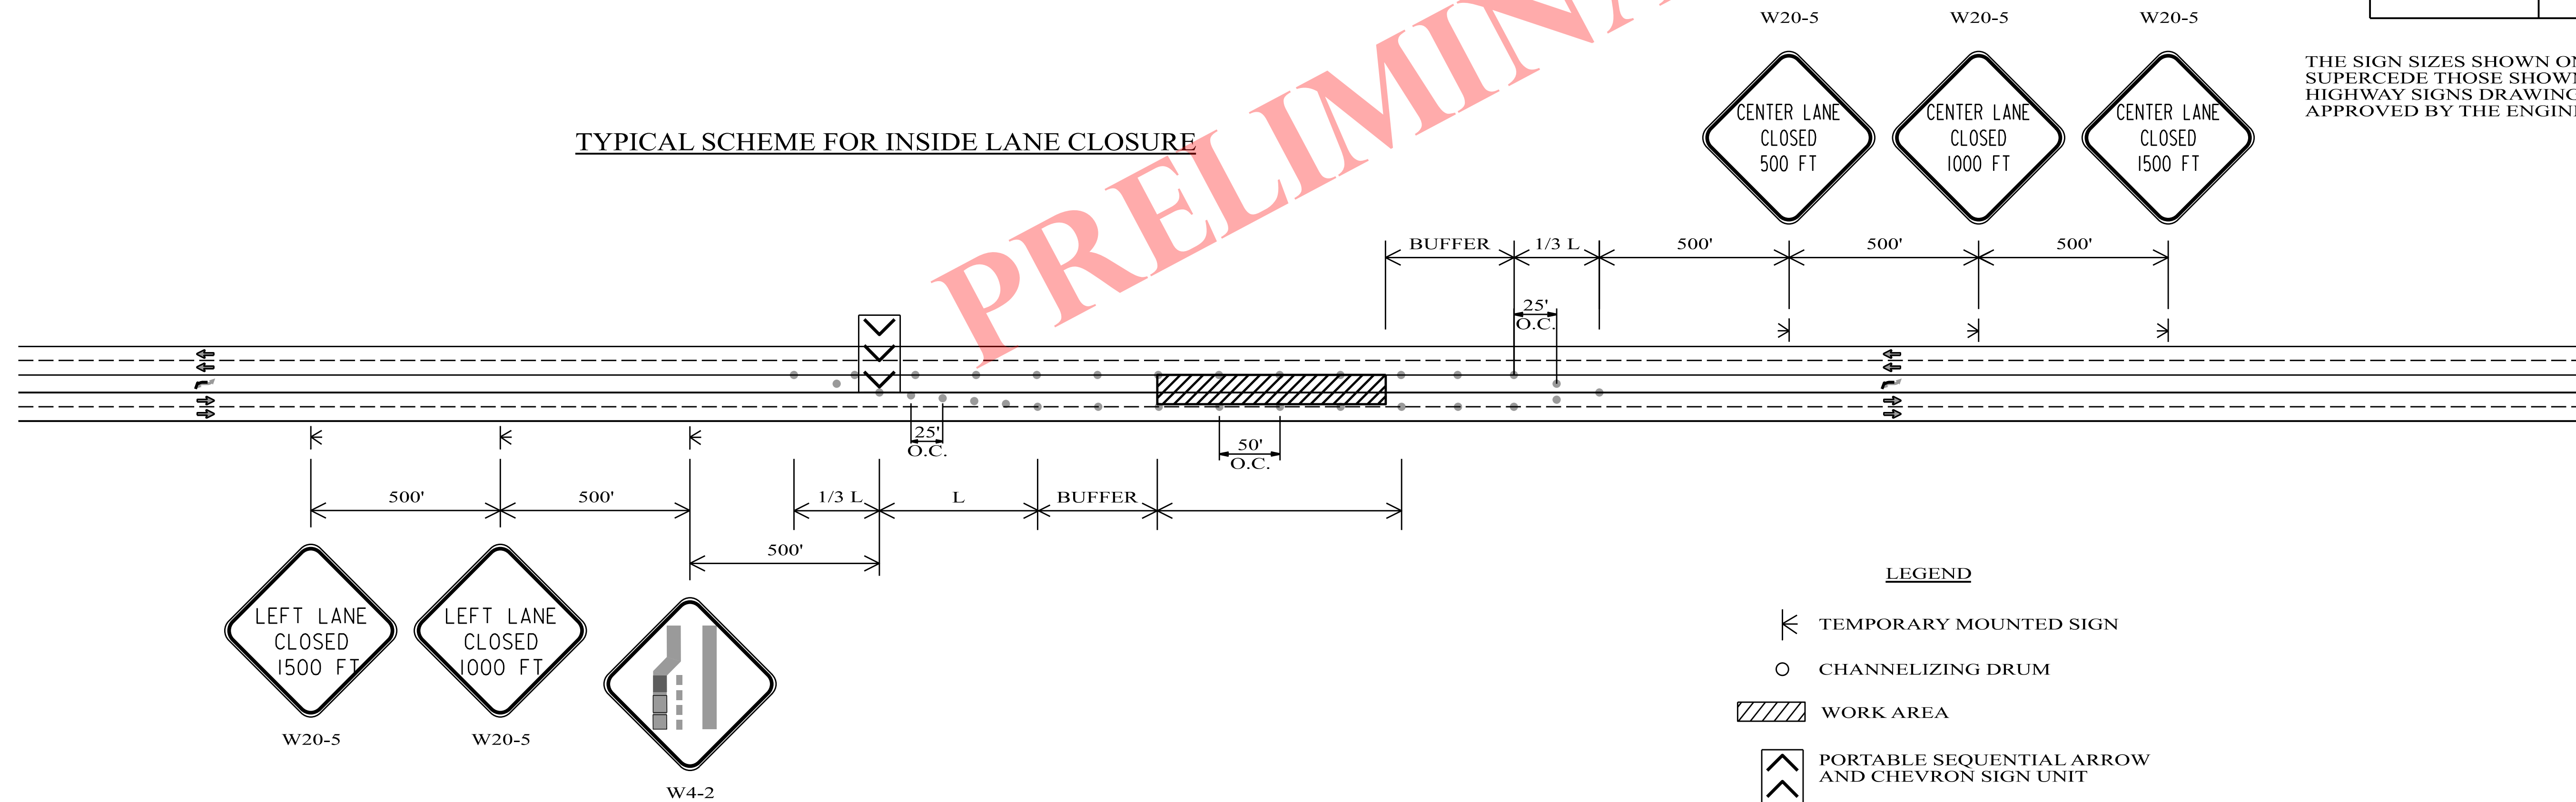 W20-5
W20-5
W20-5
THE SIGN SIZES SHOWN
SUPERCEDE THOSE
HIGHWAY SIGNS
APPROVED BY THE
PRELIMINA
TYPICAL SCHEME FOR INSIDE LANE CLOSURE
CENTER LANE
CLOSED
500 FT
CENTER LANE
CLOSED
1000 FT
CENTER LANE
CLOSED
1500 FT
BUFFER
1/3 L
500'
500'
500'
25'
O.C.
25'
O.C.
50'
O.C.
500'
500'
1/3 L
L
BUFFER
500'
LEFT LANE
CLOSED
1500 FT
LEFT LANE
CLOSED
1000 FT
W20-5
W20-5
W4-2
LEGEND
TEMPORARY MOUNTED SIGN
CHANNELIZING DRUM
WORK AREA
PORTABLE SEQUENTIAL ARROW
AND CHEVRON SIGN UNIT